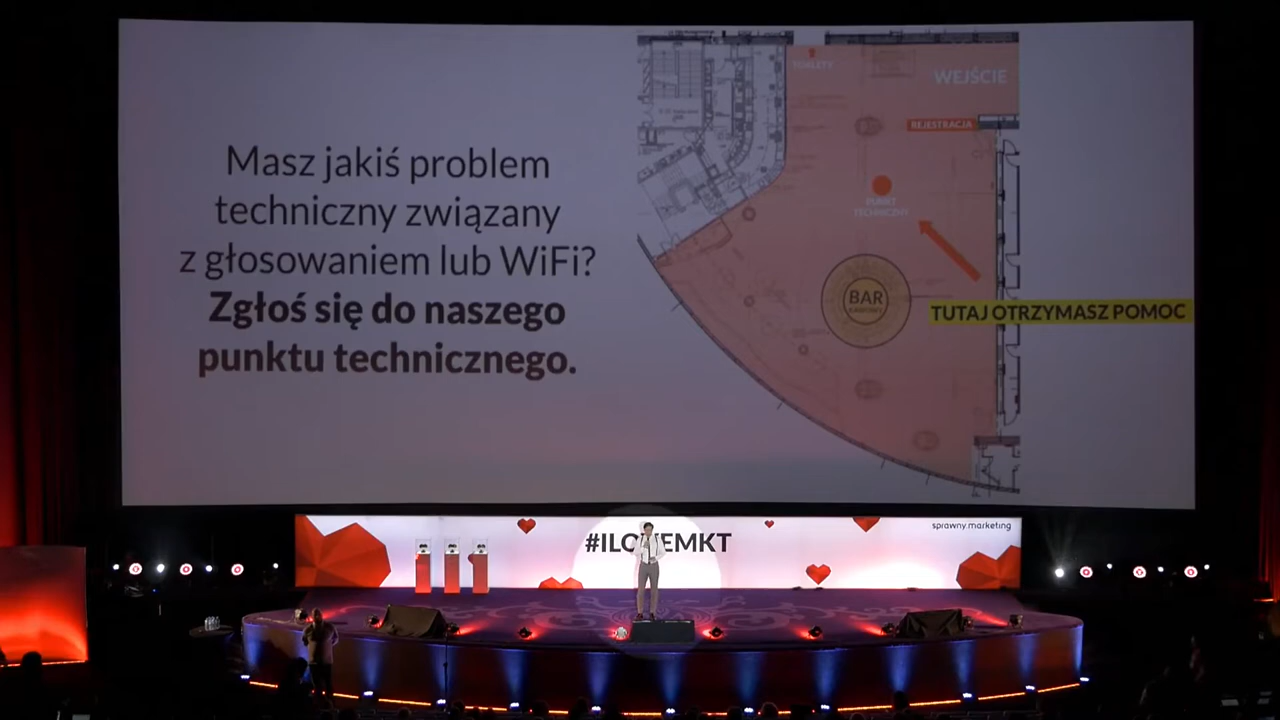 Masz jakiś problem
techniczny związany
z głosowaniem lub WiFi?
Zgłoś się do naszego
punktu technicznego.
TOALETY
WEJŚCIE
REJESTRACJA
PUNKT
TECHNICZNY
BAR
TUTAJ OTRZYMASZ POMOC
sprawny.marketing
#ILOVEMKT